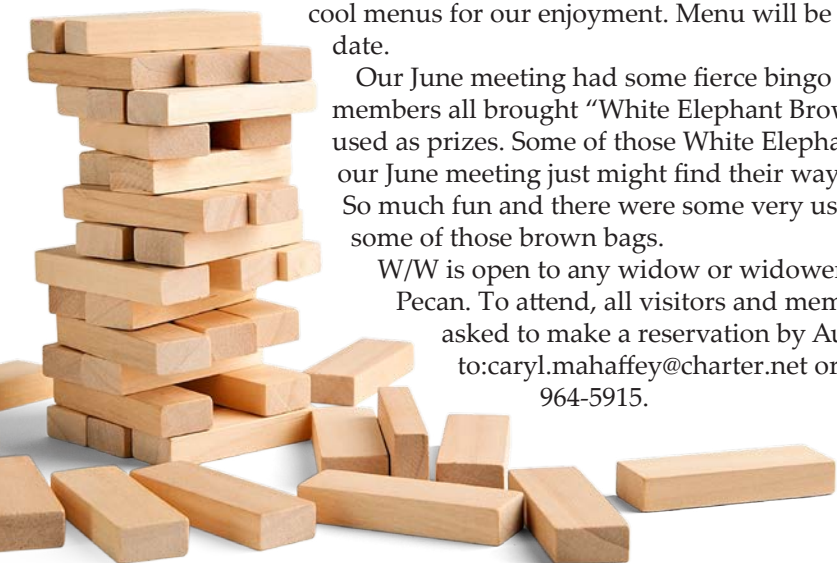 cool menus for our enjoyment. Menu will be
date.
Our June meeting had some fierce bingo
members all brought “White Elephant Brow
used as prizes. Some of those White Elepha
our June meeting just might find their way
So much fun and there were some very us
some of those brown bags.
W/W is open to any widow or widower
Pecan. To attend, all visitors and mem
asked to make a reservation by Au
to:caryl.mahaffey@charter.net or
964-5915.